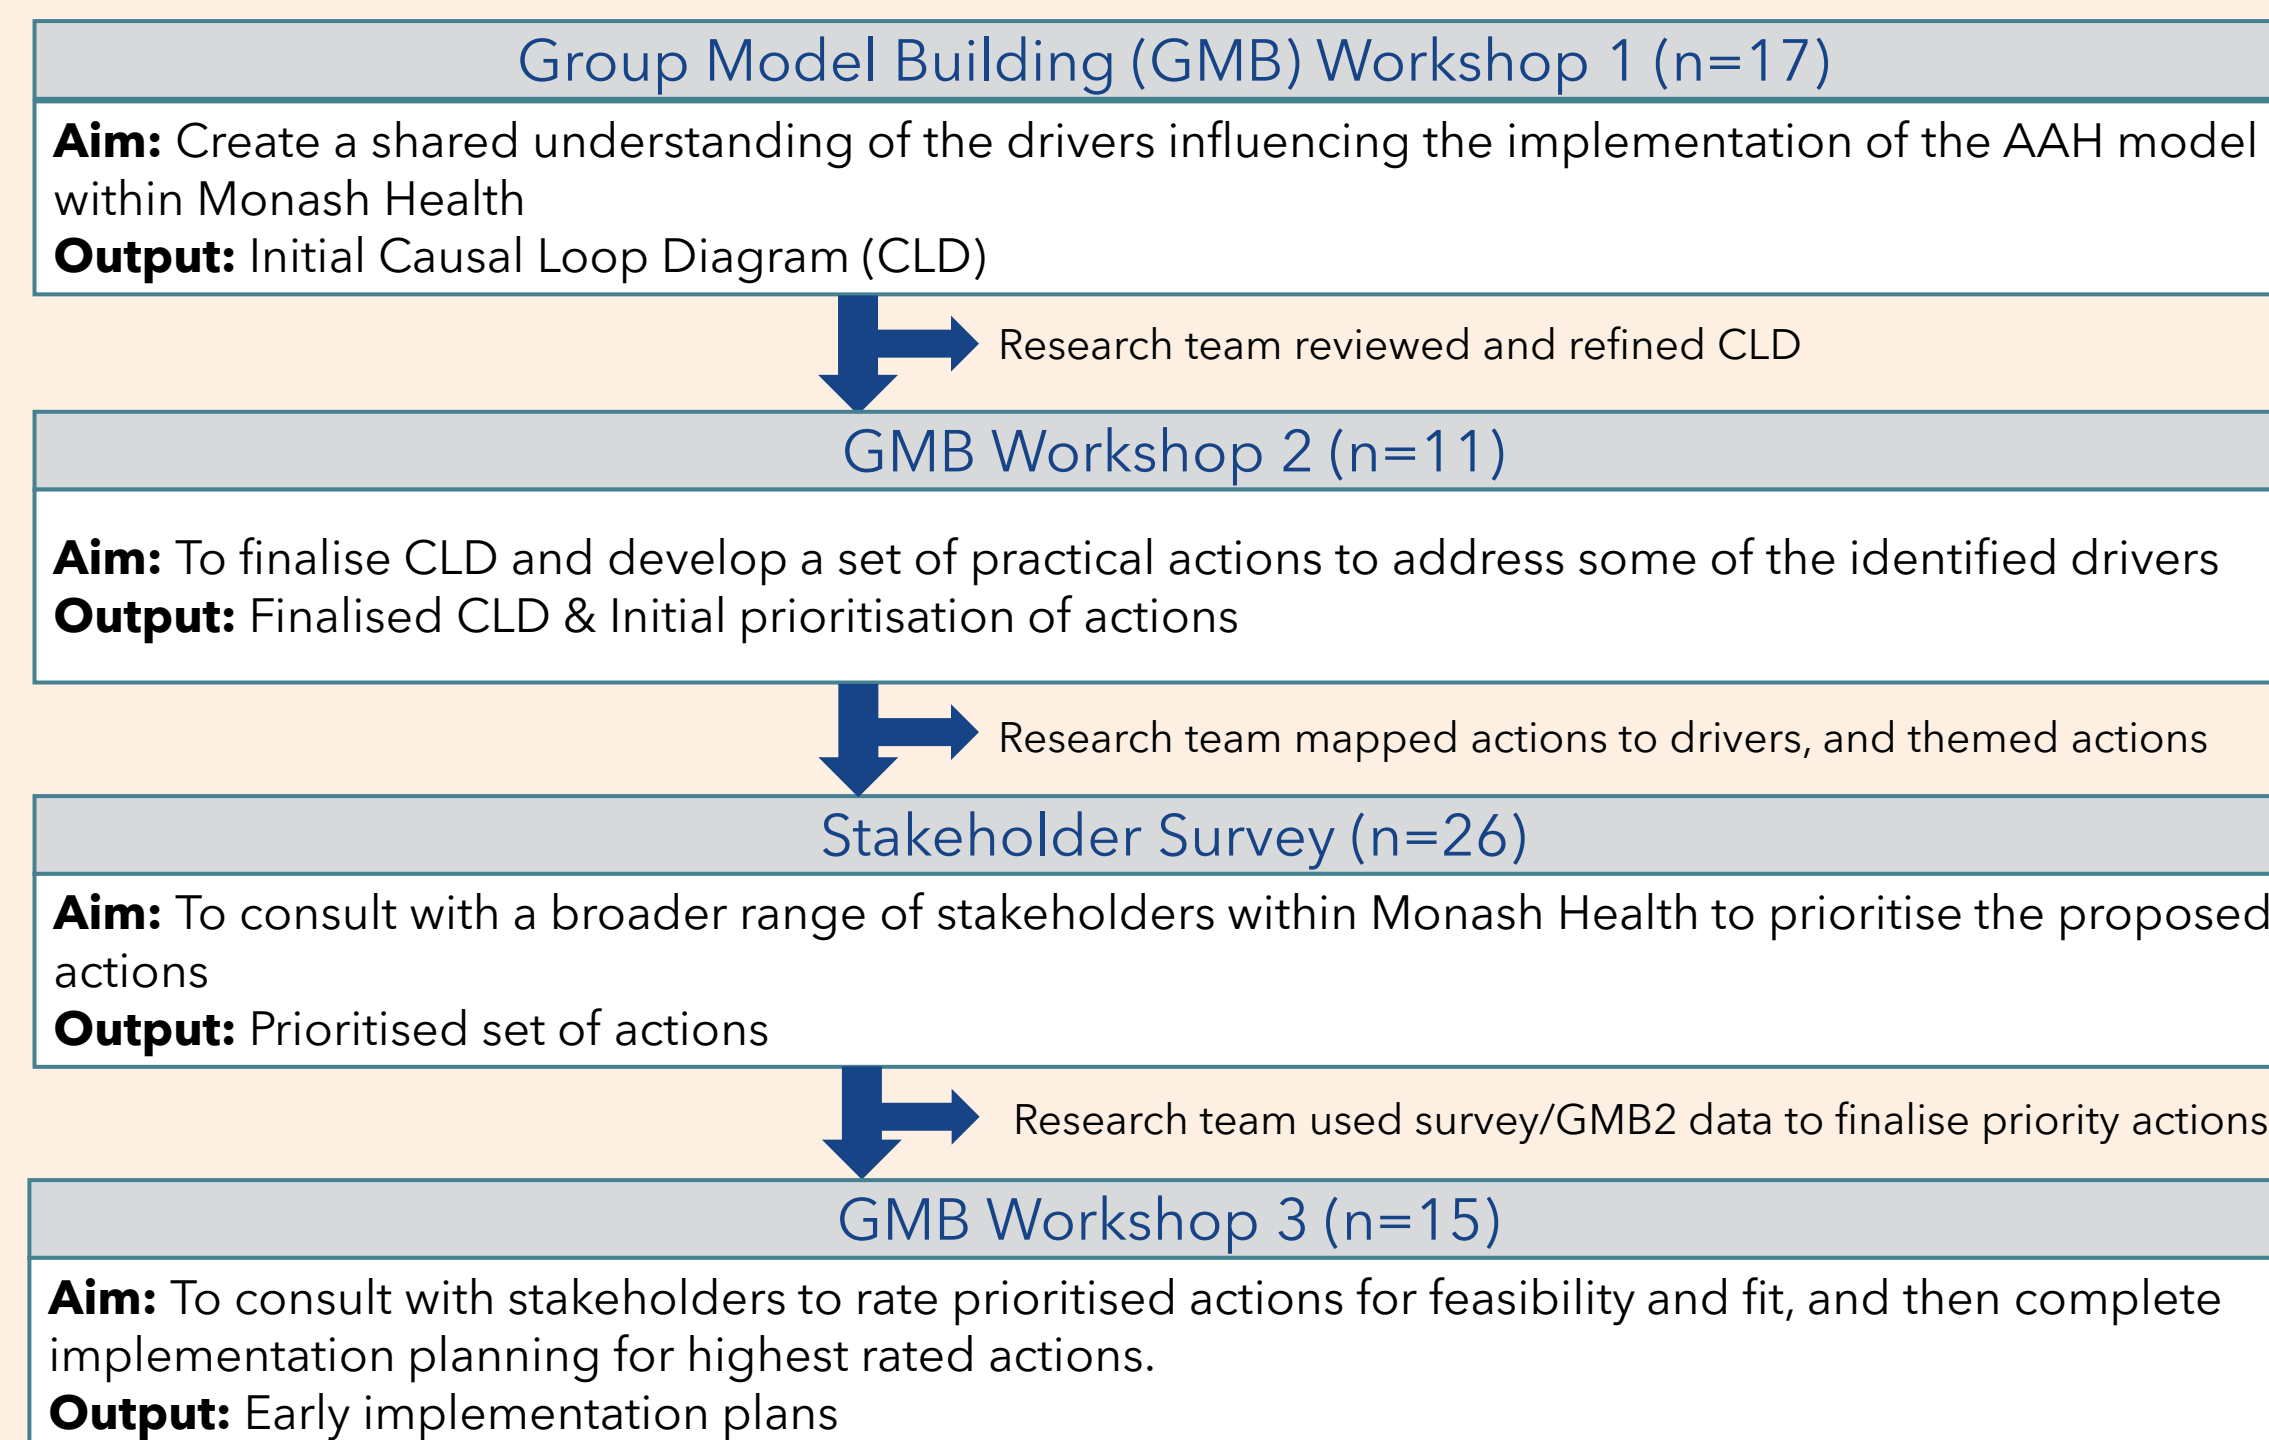 Group Model Building (GMB) Workshop 1 (n=17)
Aim: Create a shared understanding of the drivers influencing the implementation of the AAH model
within Monash Health
Output: Initial Causal Loop Diagram (CLD)
Research team reviewed and refined CLD
GMB Workshop 2 (n=11)
Aim: To finalise CLD and develop a set of practical actions to address some of the identified drivers
Output: Finalised CLD & Initial prioritisation of actions
Research team mapped actions to drivers, and themed actions
Stakeholder Survey (n=26)
Aim: To consult with a broader range of stakeholders within Monash Health to prioritise the proposed
actions
Output: Prioritised set of actions
Research team used survey/GMB2 data to finalise priority actions
GMB Workshop 3 (n=15)
Aim: To consult with stakeholders to rate prioritised actions for feasibility and fit, and then complete
implementation planning for highest rated actions.
Output: Early implementation plans